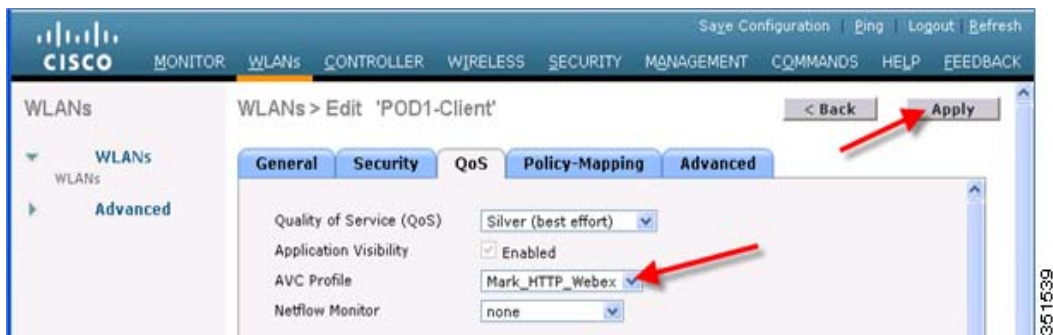 Save Configuration | Ping | Logout | Refresh
CISCO MONITOR WLANs CONTROLLER WIRELESS SECURITY MANAGEMENT COMMANDS HELP FEEDBACK
WLANs
WLANs > Edit 'POD1-Client'
< Back
Apply
WLANs
WLANs
Advanced
General Security QoS Policy-Mapping Advanced
Quality of Service (QoS) Silver (best effort)
Application Visibility Enabled
AVC Profile Mark_HTTP_Webex
Netflow Monitor none
351539